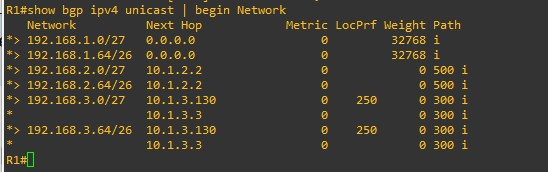 R1#show bgp ipv4 unicast | begin Network
     Network          Next Hop            Metric LocPrf Weight Path
*> 192.168.1.0/27   0.0.0.0                  0         32768 i
*> 192.168.1.64/26  0.0.0.0                  0         32768 i
*> 192.168.2.0/27   10.1.2.2                 0             0 500 i
*> 192.168.2.64/26  10.1.2.2                 0             0 500 i
*> 192.168.3.0/27   10.1.3.130               0    250      0 300 i
*                   10.1.3.3                 0             0 300 i
*> 192.168.3.64/26  10.1.3.130               0    250      0 300 i
*                   10.1.3.3                 0             0 300 i
R1#